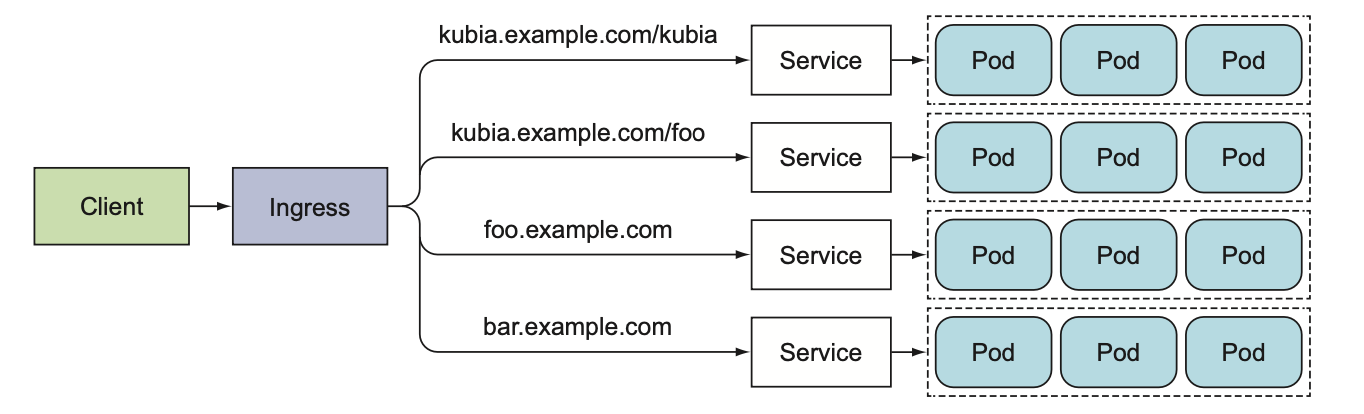 kubia.example.com/kubia
Service
Pod Pod Pod
kubia.example.com/foo
Service
Pod Pod Pod
Client
Ingress
foo.example.com
Service
Pod Pod Pod
bar.example.com
Service
Pod Pod Pod